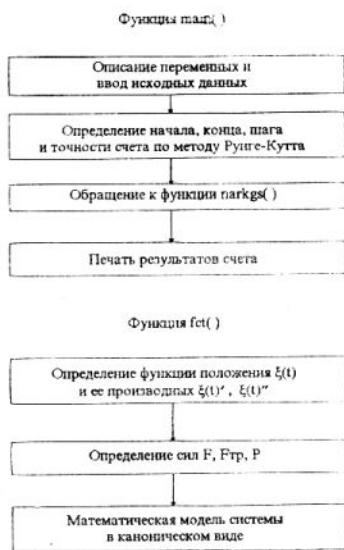 Функция main( )
Описание переменных и
ввод исходных данных
Определение начала, конца, шага
и точности счета по методу Рунге-Кутта
Обращение к функции narkgs( )
Печать результатов счета
Функция fct( )
Определение функции положения ξ(t)
и ее производных ξ(t)′ , ξ(t)″
Определение сил F, Fтр, P
Математическая модель системы
в каноническом виде